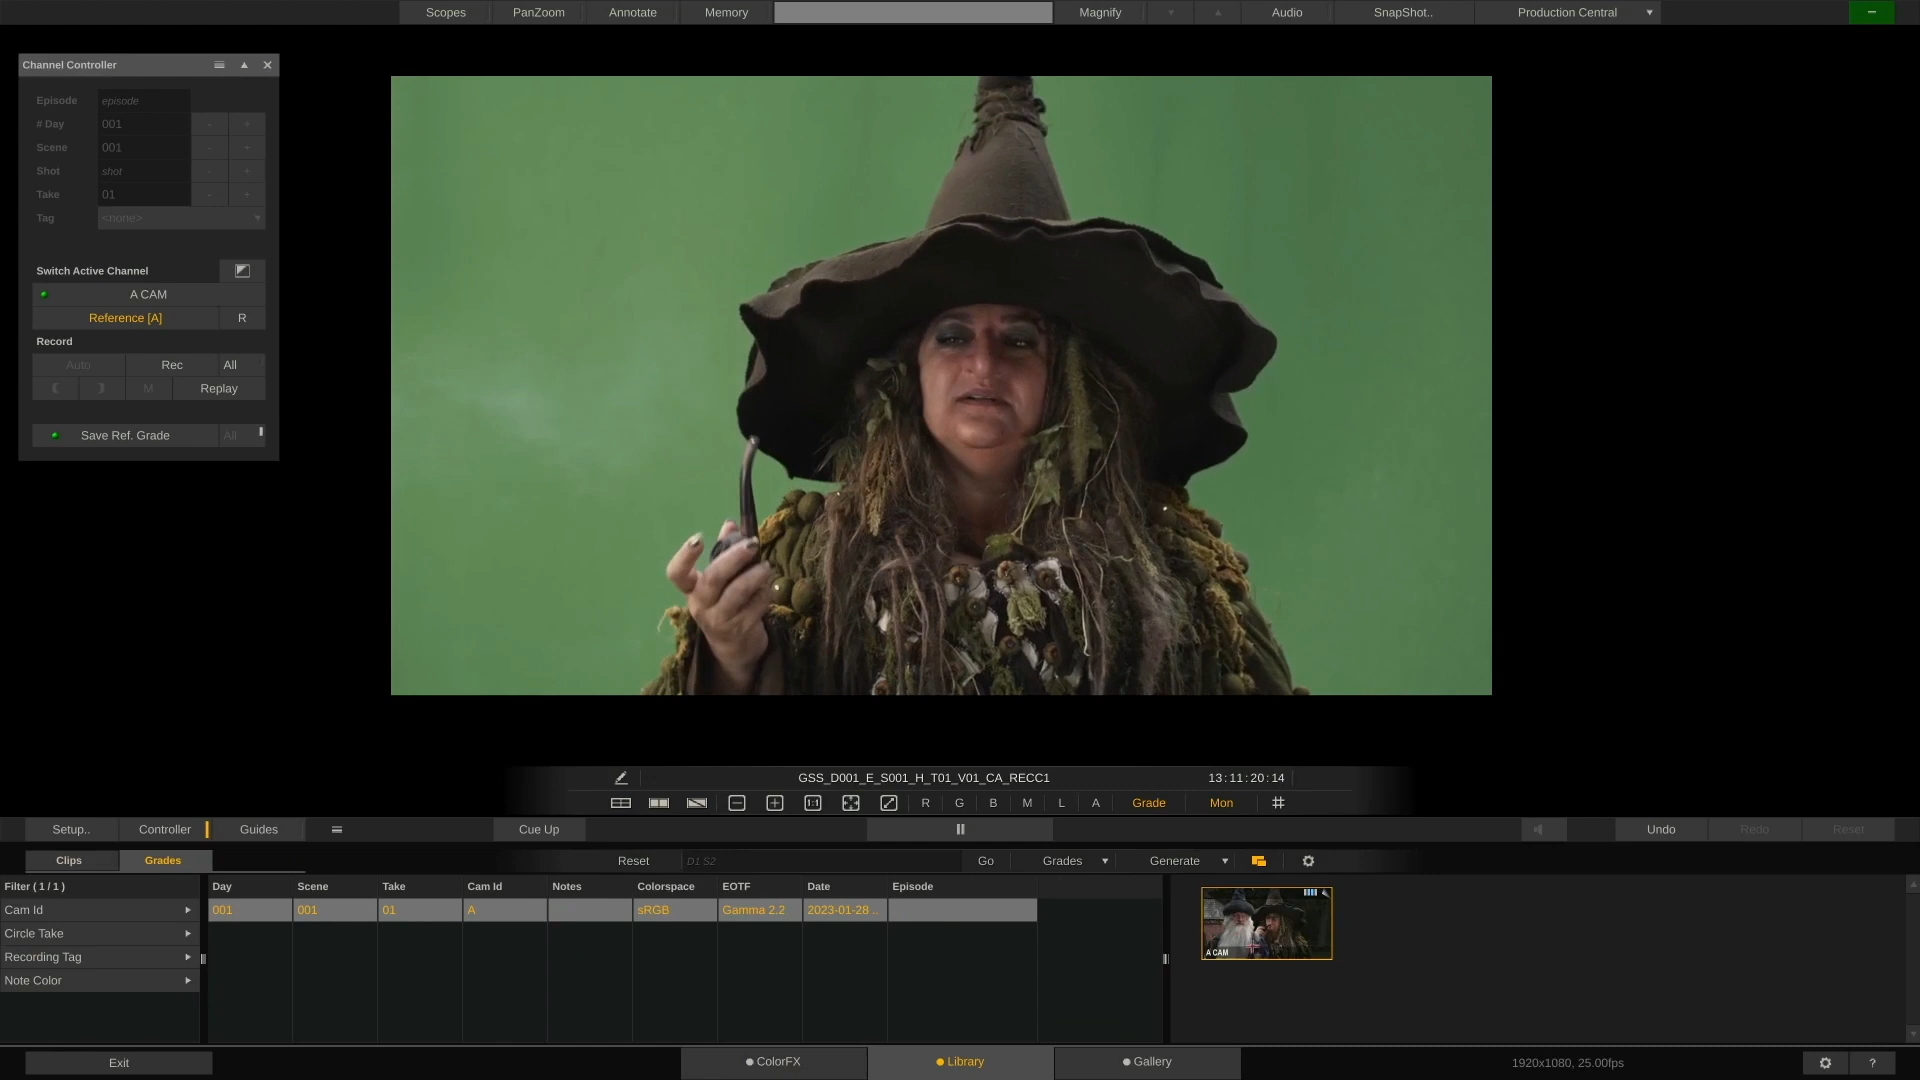 Scopes PanZoom Annotate Memory Magnify Audio SnapShot.. Production Central
Channel Controller
Episode episode
# Day 001 - +
Scene 001 - +
Shot shot - +
Take 01 - +
Tag <none>
Switch Active Channel
A CAM
Reference [A] R
Record
Auto Rec All
M Replay
Save Ref. Grade All
GSS_D001_E_S001_H_T01_V01_CA_RECC1 13:11:20:14
1:1 R G B M L A Grade Mon
Setup.. Controller Guides Cue Up Undo Redo Reset
Clips Grades Reset D1 S2 Go Grades Generate
Filter ( 1 / 1 ) Day Scene Take Cam Id Notes Colorspace EOTF Date Episode
Cam Id 001 001 01 A sRGB Gamma 2.2 2023-01-28 ..
Circle Take
Recording Tag
Note Color
A CAM
Exit ColorFX Library Gallery 1920x1080, 25.00fps ?